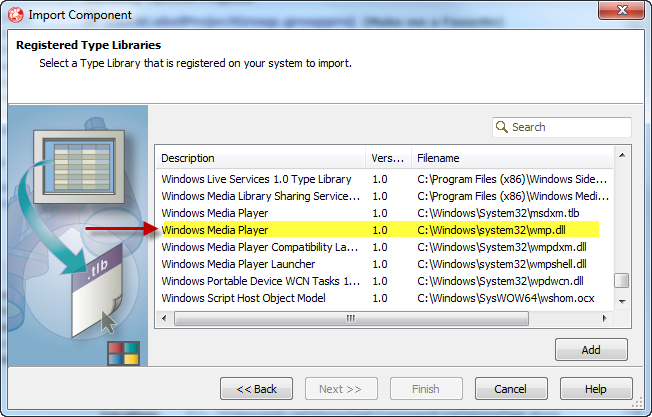 Import Component
Registered Type Libraries
Select a Type Library that is registered on your system to import.
Search
Description Vers... Filename
Windows Live Services 1.0 Type Library 1.0 C:\Program Files (x86)\Windows Side...
Windows Media Library Sharing Service... 1.0 C:\Program Files (x86)\Windows Medi...
Windows Media Player 1.0 C:\Windows\System32\msdxm.tlb
Windows Media Player 1.0 C:\Windows\system32\wmp.dll
Windows Media Player Compatibility La... 1.0 C:\Windows\System32\wmpdxm.dll
Windows Media Player Launcher 1.0 C:\Windows\system32\wmpshell.dll
Windows Portable Device WCN Tasks 1... 1.0 C:\Windows\system32\wpdwcn.dll
Windows Script Host Object Model 1.0 C:\Windows\SysWOW64\wshom.ocx
.tlb
Add
<< Back Next >> Finish Cancel Help